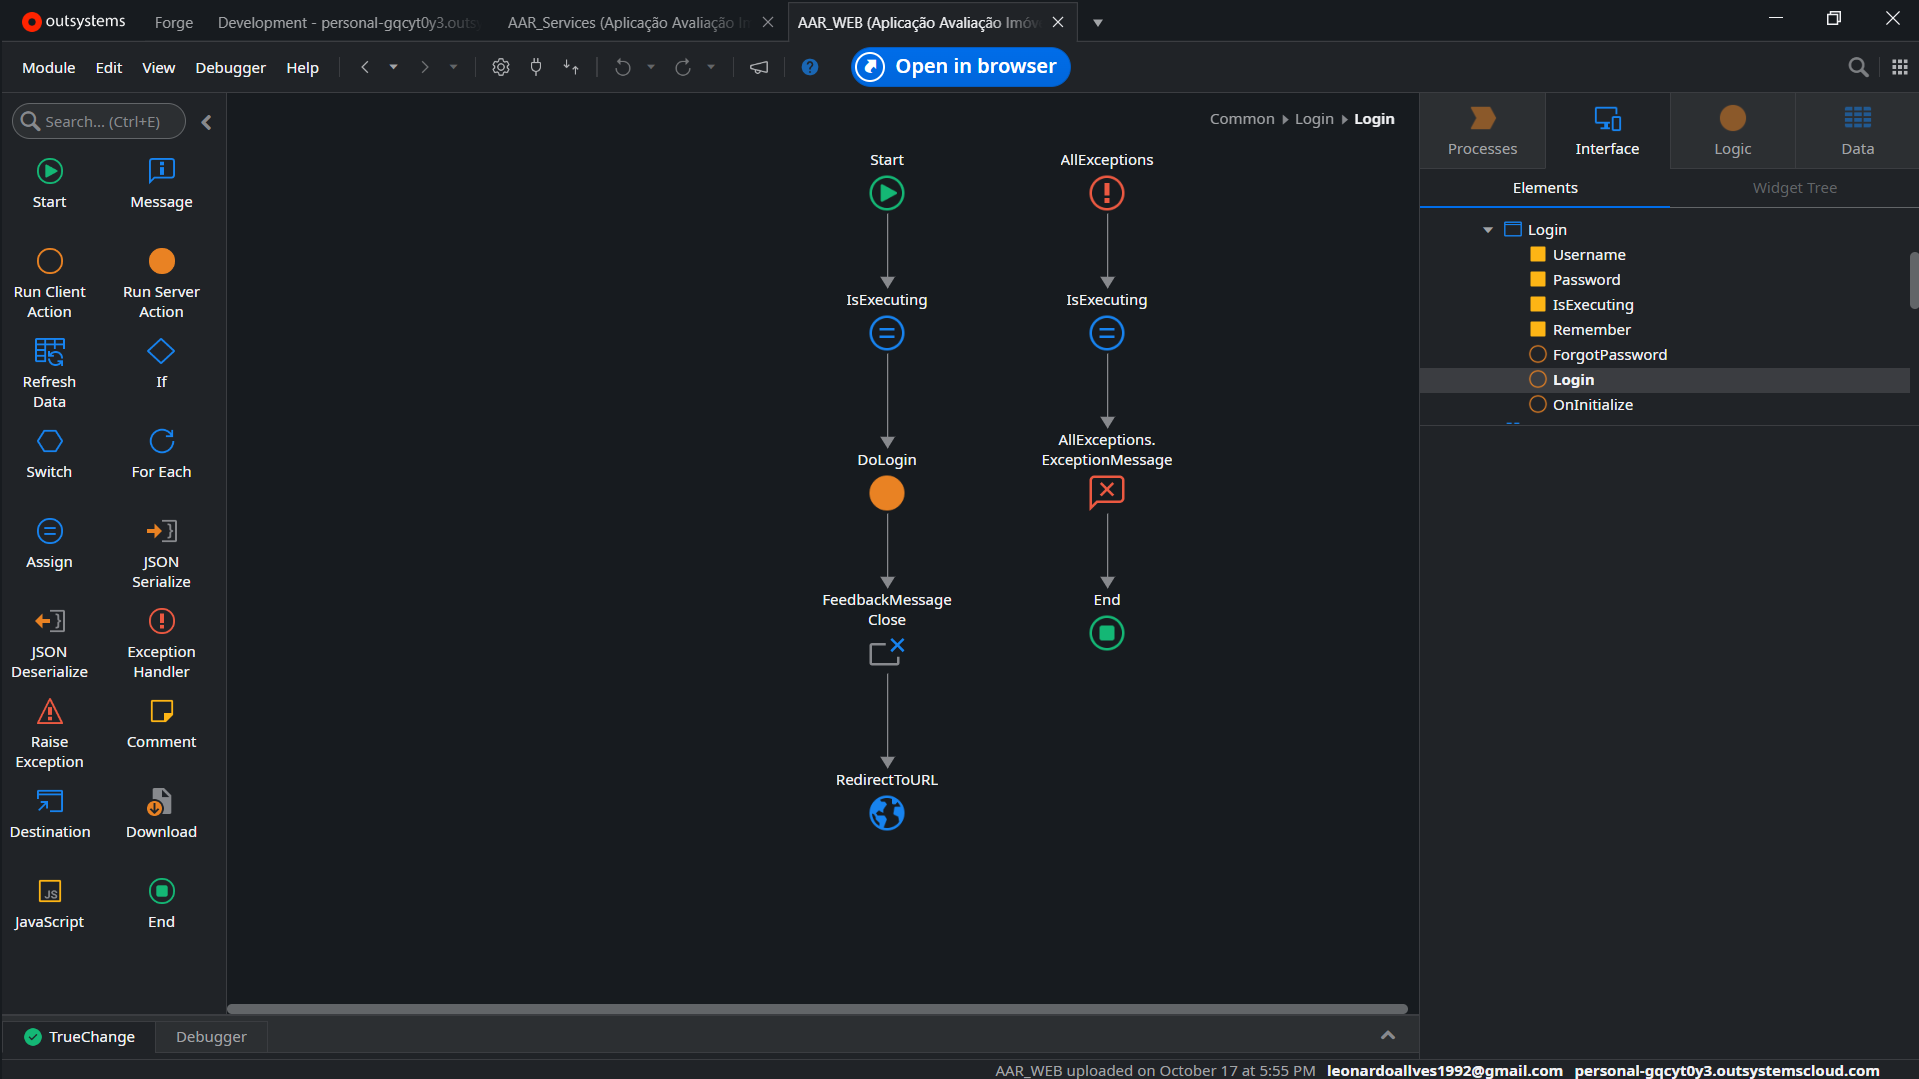 outsystems
Forge
Development - personal-gqcyt0y3.outs
AAR_Services (Aplicação Avaliação I
AAR_WEB (Aplicação Avaliação Imóv
Module
Edit
View
Debugger
Help
Open in browser
Search... (Ctrl+E)
Start
Message
Run Client
Action
Run Server
Action
Refresh
Data
If
Switch
For Each
Assign
JSON
Serialize
JSON
Deserialize
Exception
Handler
Raise
Exception
Comment
Destination
Download
JS
JavaScript
End
Common
Login
Login
Start
IsExecuting
DoLogin
FeedbackMessage
Close
RedirectToURL
AllExceptions
IsExecuting
AllExceptions.
ExceptionMessage
End
Processes
Interface
Logic
Data
Elements
Widget Tree
Login
Username
Password
IsExecuting
Remember
ForgotPassword
Login
OnInitialize
TrueChange
Debugger
AAR_WEB uploaded on October 17 at 5:55 PM
leonardoallves1992@gmail.com
personal-gqcyt0y3.outsystemscloud.com